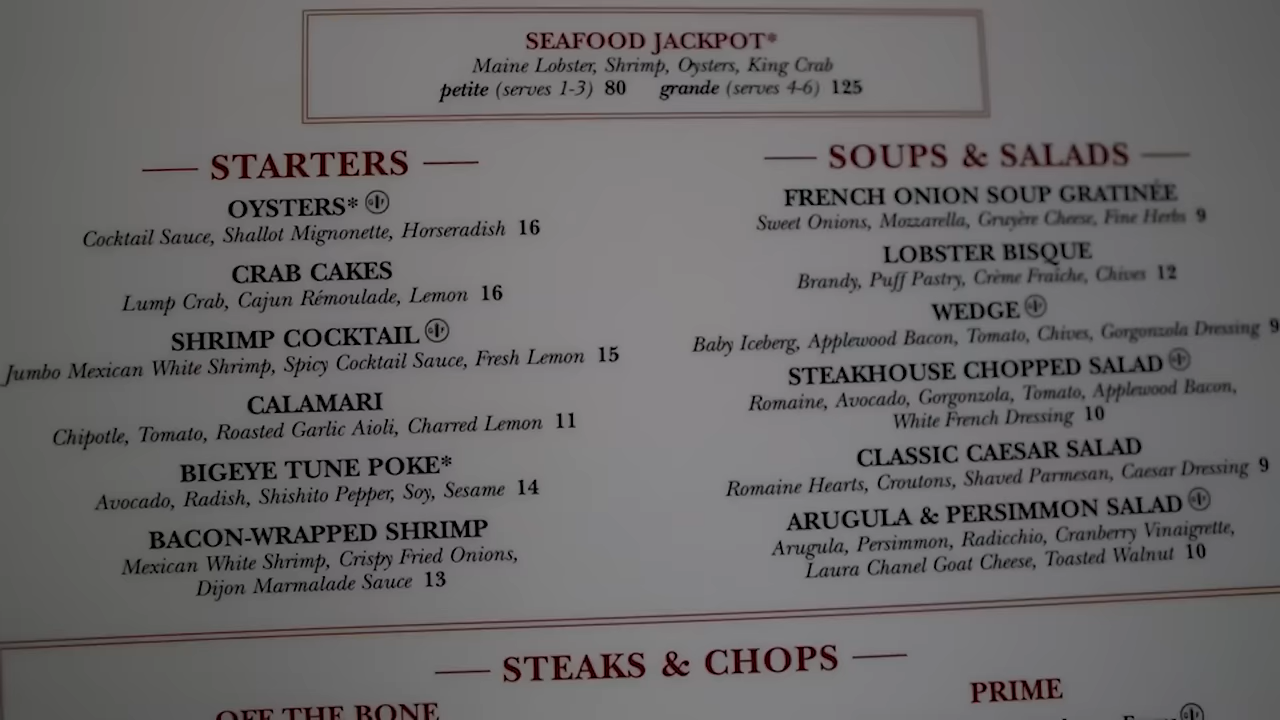 SEAFOOD JACKPOT*
Maine Lobster, Shrimp, Oysters, King Crab
petite (serves 1-3) 80 grande (serves 4-6) 125
STARTERS
OYSTERS*
Cocktail Sauce, Shallot Mignonette, Horseradish 16
CRAB CAKES
Lump Crab, Cajun Rémoulade, Lemon 16
SHRIMP COCKTAIL
Jumbo Mexican White Shrimp, Spicy Cocktail Sauce, Fresh Lemon 15
CALAMARI
Chipotle, Tomato, Roasted Garlic Aioli, Charred Lemon 11
BIGEYE TUNE POKE*
Avocado, Radish, Shishito Pepper, Soy, Sesame 14
BACON-WRAPPED SHRIMP
Mexican White Shrimp, Crispy Fried Onions,
Dijon Marmalade Sauce 13
SOUPS & SALADS
FRENCH ONION SOUP GRATINÉE
Sweet Onions, Mozzarella, Gruyère Cheese, Fine Herbs 9
LOBSTER BISQUE
Brandy, Puff Pastry, Crème Fraîche, Chives 12
WEDGE
Baby Iceberg, Applewood Bacon, Tomato, Chives, Gorgonzola Dressing 9
STEAKHOUSE CHOPPED SALAD
Romaine, Avocado, Gorgonzola, Tomato, Applewood Bacon,
White French Dressing 10
CLASSIC CAESAR SALAD
Romaine Hearts, Croutons, Shaved Parmesan, Caesar Dressing 9
ARUGULA & PERSIMMON SALAD
Arugula, Persimmon, Radicchio, Cranberry Vinaigrette,
Laura Chanel Goat Cheese, Toasted Walnut 10
STEAKS & CHOPS
OFF THE BONE
PRIME